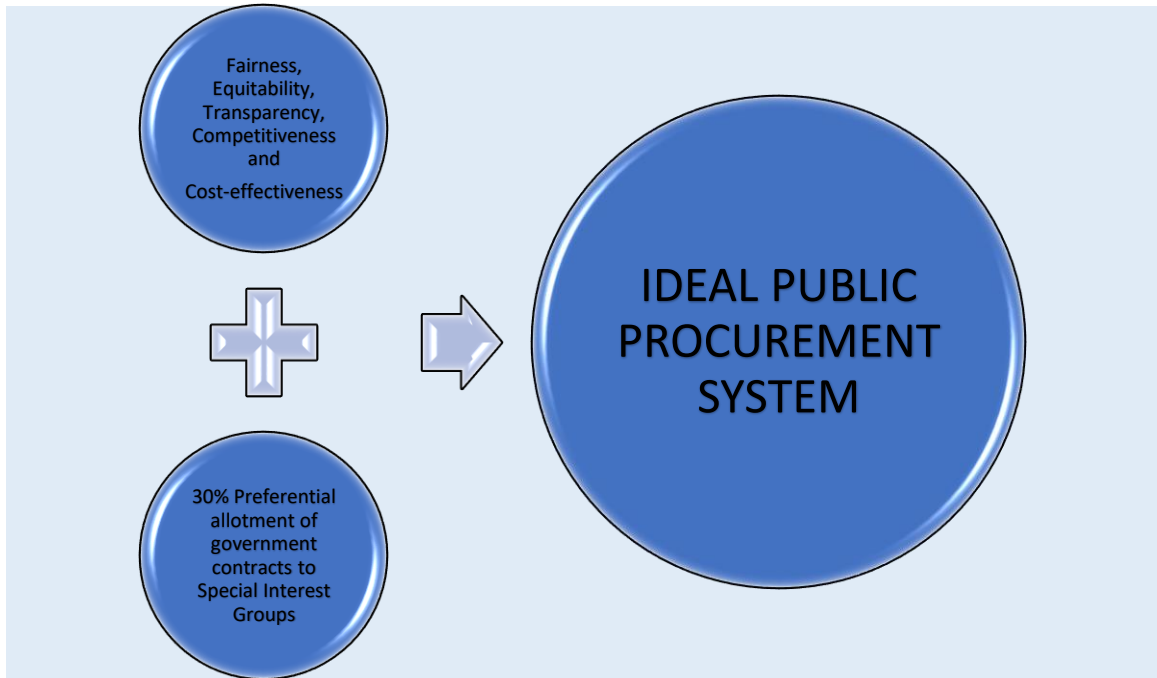 Fairness,
Equitability,
Transparency,
Competitiveness
and
Cost-effectiveness
30% Preferential
allotment of
government
contracts to
Special Interest
Groups
IDEAL PUBLIC
PROCUREMENT
SYSTEM